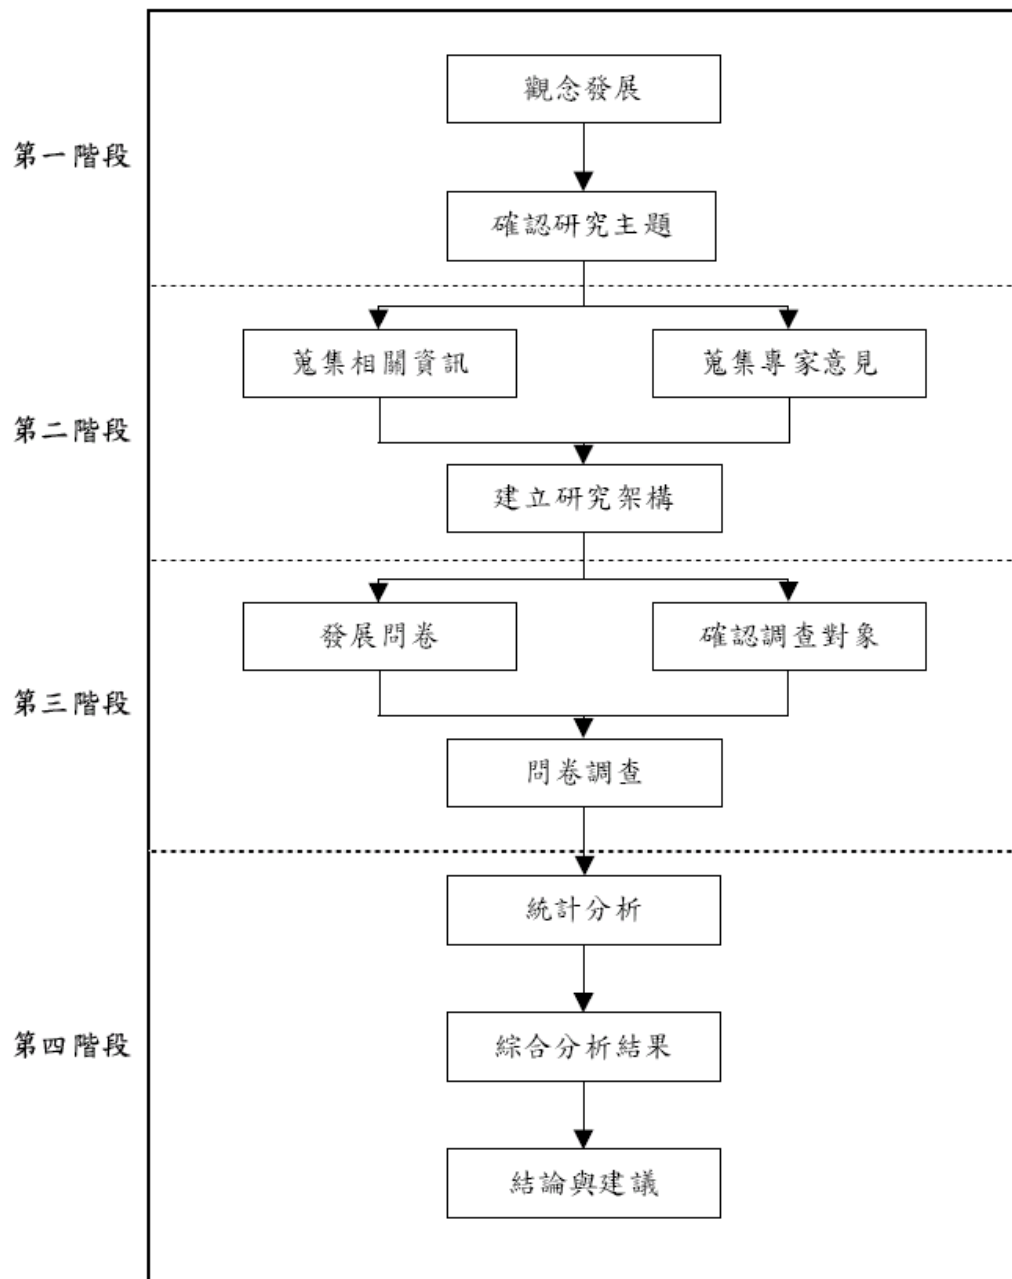 觀念發展
第一階段
確認研究主題
蒐集相關資訊
蒐集專家意見
第二階段
建立研究架構
發展問卷
確認調查對象
第三階段
問卷調查
統計分析
第四階段
綜合分析結果
結論與建議